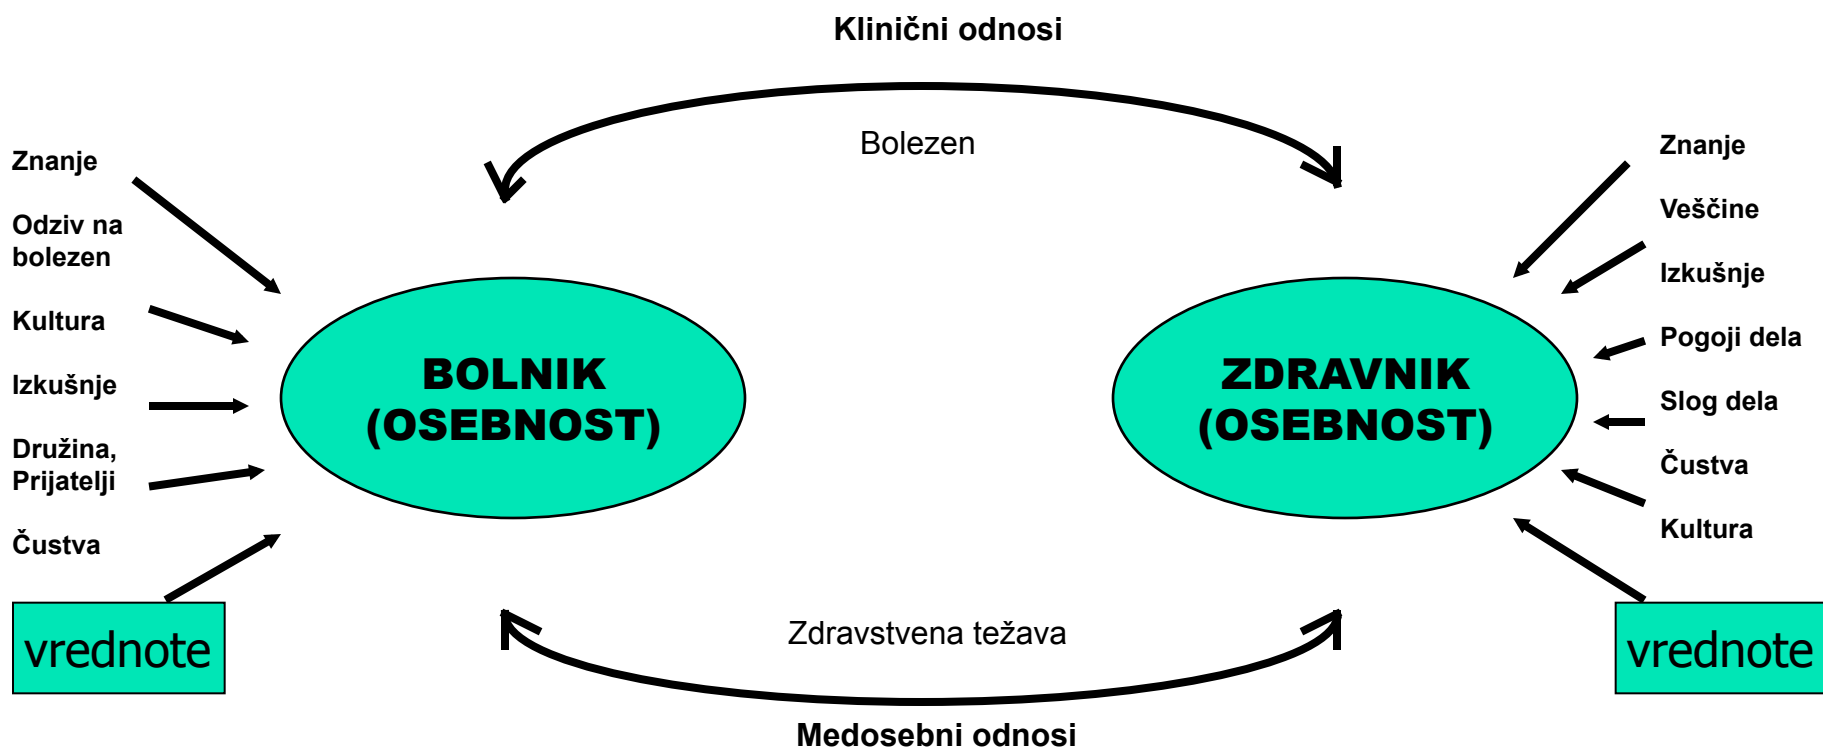 Klinični odnosi
Bolezen
Znanje
Odziv na
bolezen
Kultura
Izkušnje
Družina,
Prijatelji
Čustva
vrednote
BOLNIK
(OSEBNOST)
ZDRAVNIK
(OSEBNOST)
Znanje
Veščine
Izkušnje
Pogoji dela
Slog dela
Čustva
Kultura
vrednote
Zdravstvena težava
Medosebni odnosi